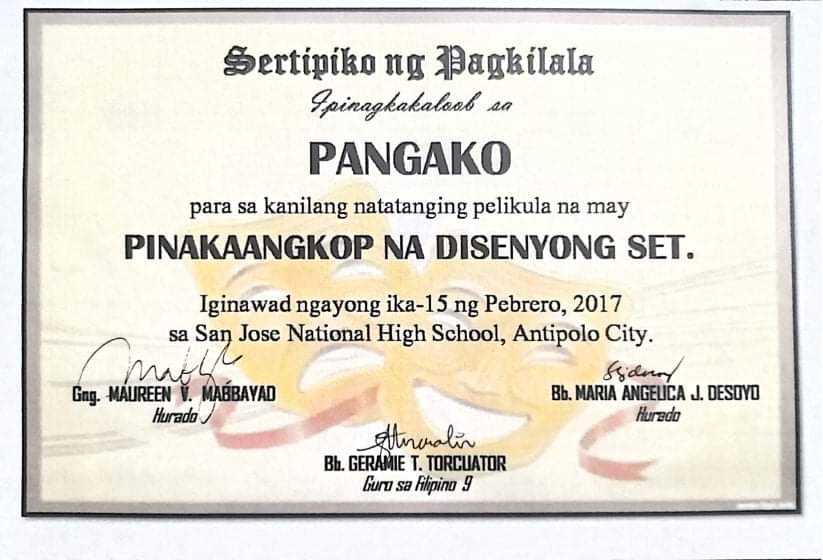 Sertipiko ng Pagkilala
Ipinagkakaloob sa
PANGAKO
para sa kanilang natatanging pelikula na may
PINAKAANGKOP NA DISENYONG SET.
Iginawad ngayong ika-15 ng Pebrero, 2017
sa San Jose National High School, Antipolo City.
Gng. MAUREEN V. MABBAYAD
Hurado
Bb. MARIA ANGELICA J. DESOYO
Hurado
Bb. GERAMIE T. TORCUATOR
Guro sa Filipino 9